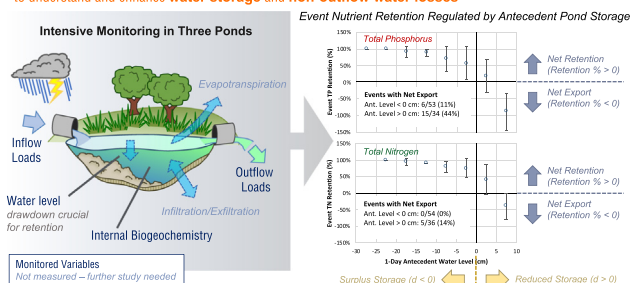 to understand and enhance water storage and non-outflow water losses
Intensive Monitoring in Three Ponds
Evapotranspiration
Inflow
Loads
Outflow
Loads
Water level
drawdown crucial
for retention
Infiltration/Exfiltration
Internal Biogeochemistry
Monitored Variables
Not measured – further study needed
Event Nutrient Retention Regulated by Antecedent Pond Storage
Event TP Retention (%)
150%
100%
50%
0%
-50%
-100%
-150%
Total Phosphorus
Events with Net Export
Ant. Level < 0 cm: 6/53 (11%)
Ant. Level > 0 cm: 15/34 (44%)
Net Retention
(Retention % > 0)
Net Export
(Retention % < 0)
Event TN Retention (%)
150%
100%
50%
0%
-50%
-100%
-150%
Total Nitrogen
Events with Net Export
Ant. Level < 0 cm: 0/54 (0%)
Ant. Level > 0 cm: 5/36 (14%)
Net Retention
(Retention % > 0)
Net Export
(Retention % < 0)
-30 -25 -20 -15 -10 -5 0 5 10
1-Day Antecedent Water Level (cm)
Surplus Storage (d < 0)
Reduced Storage (d > 0)